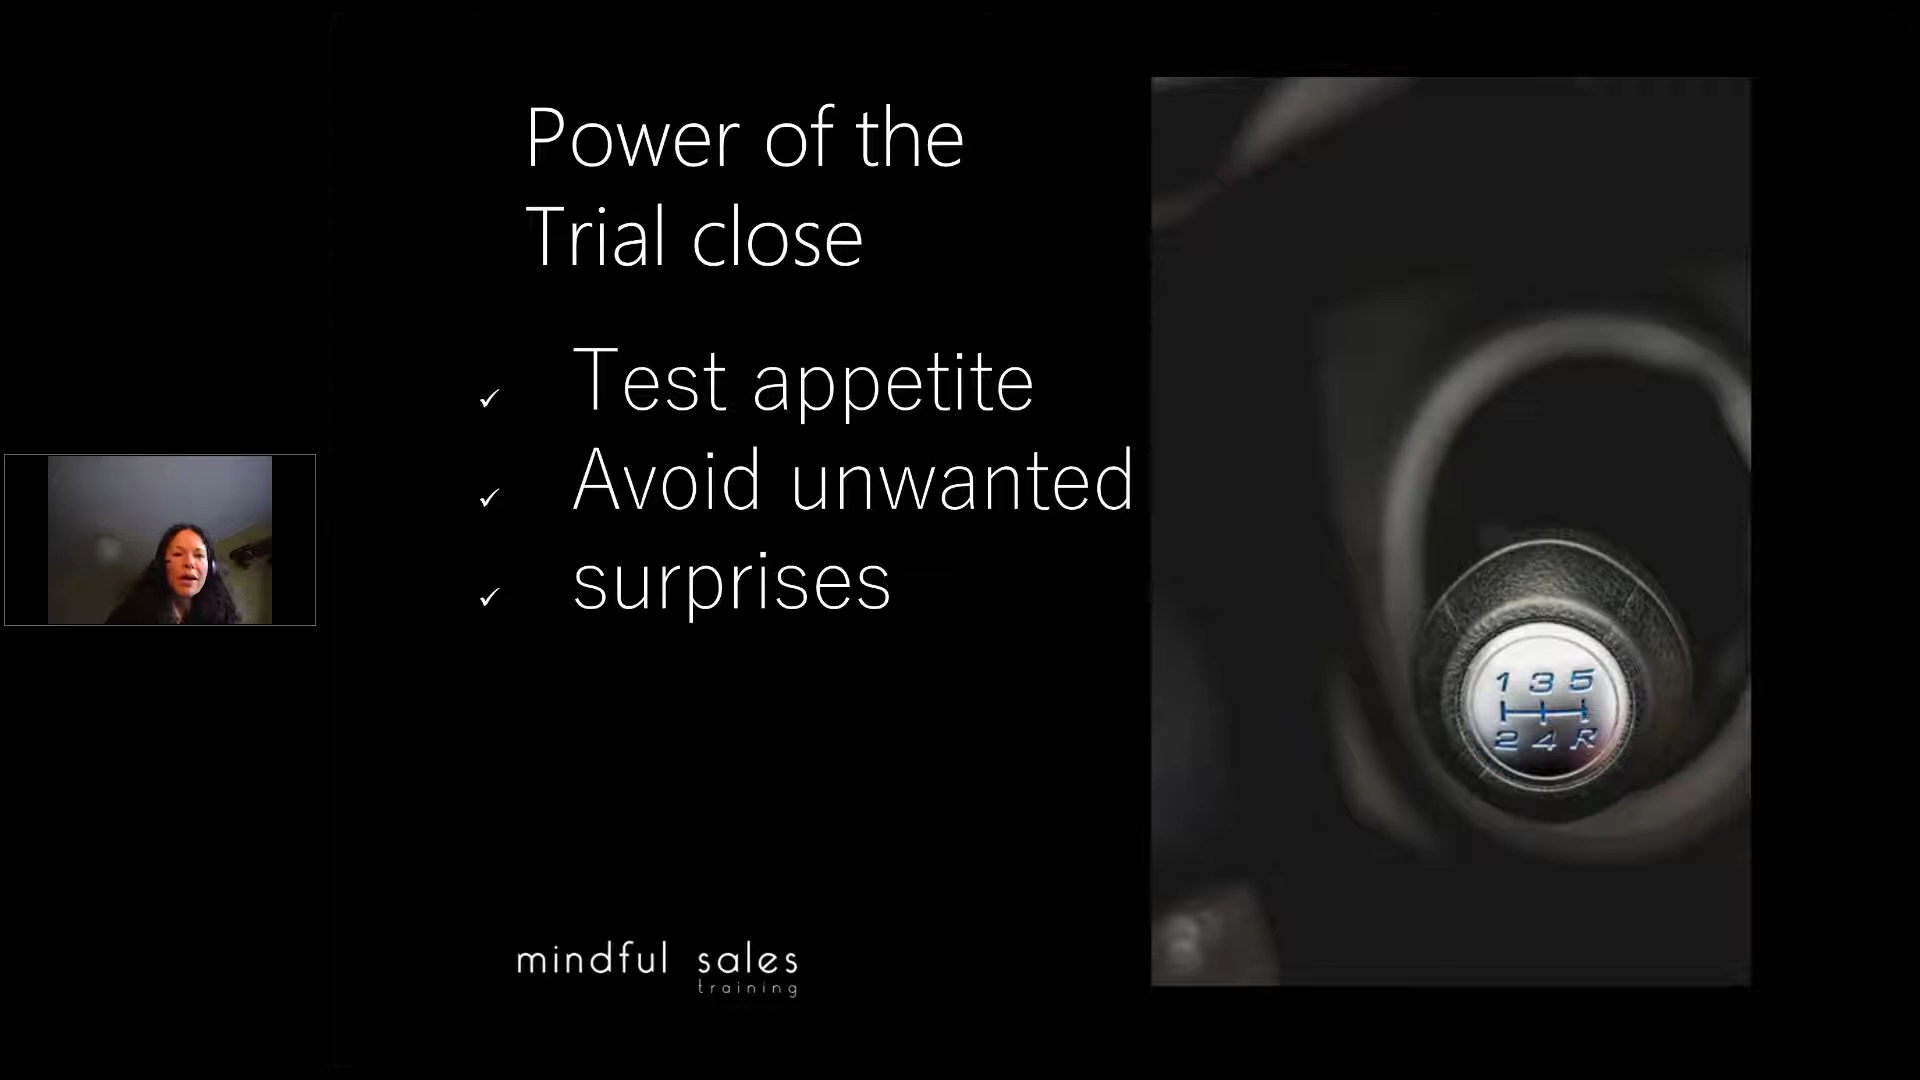 Power of the
Trial close
✓ Test appetite
✓ Avoid unwanted
✓ surprises
1 3 5
2 4 R
mindful sales
training